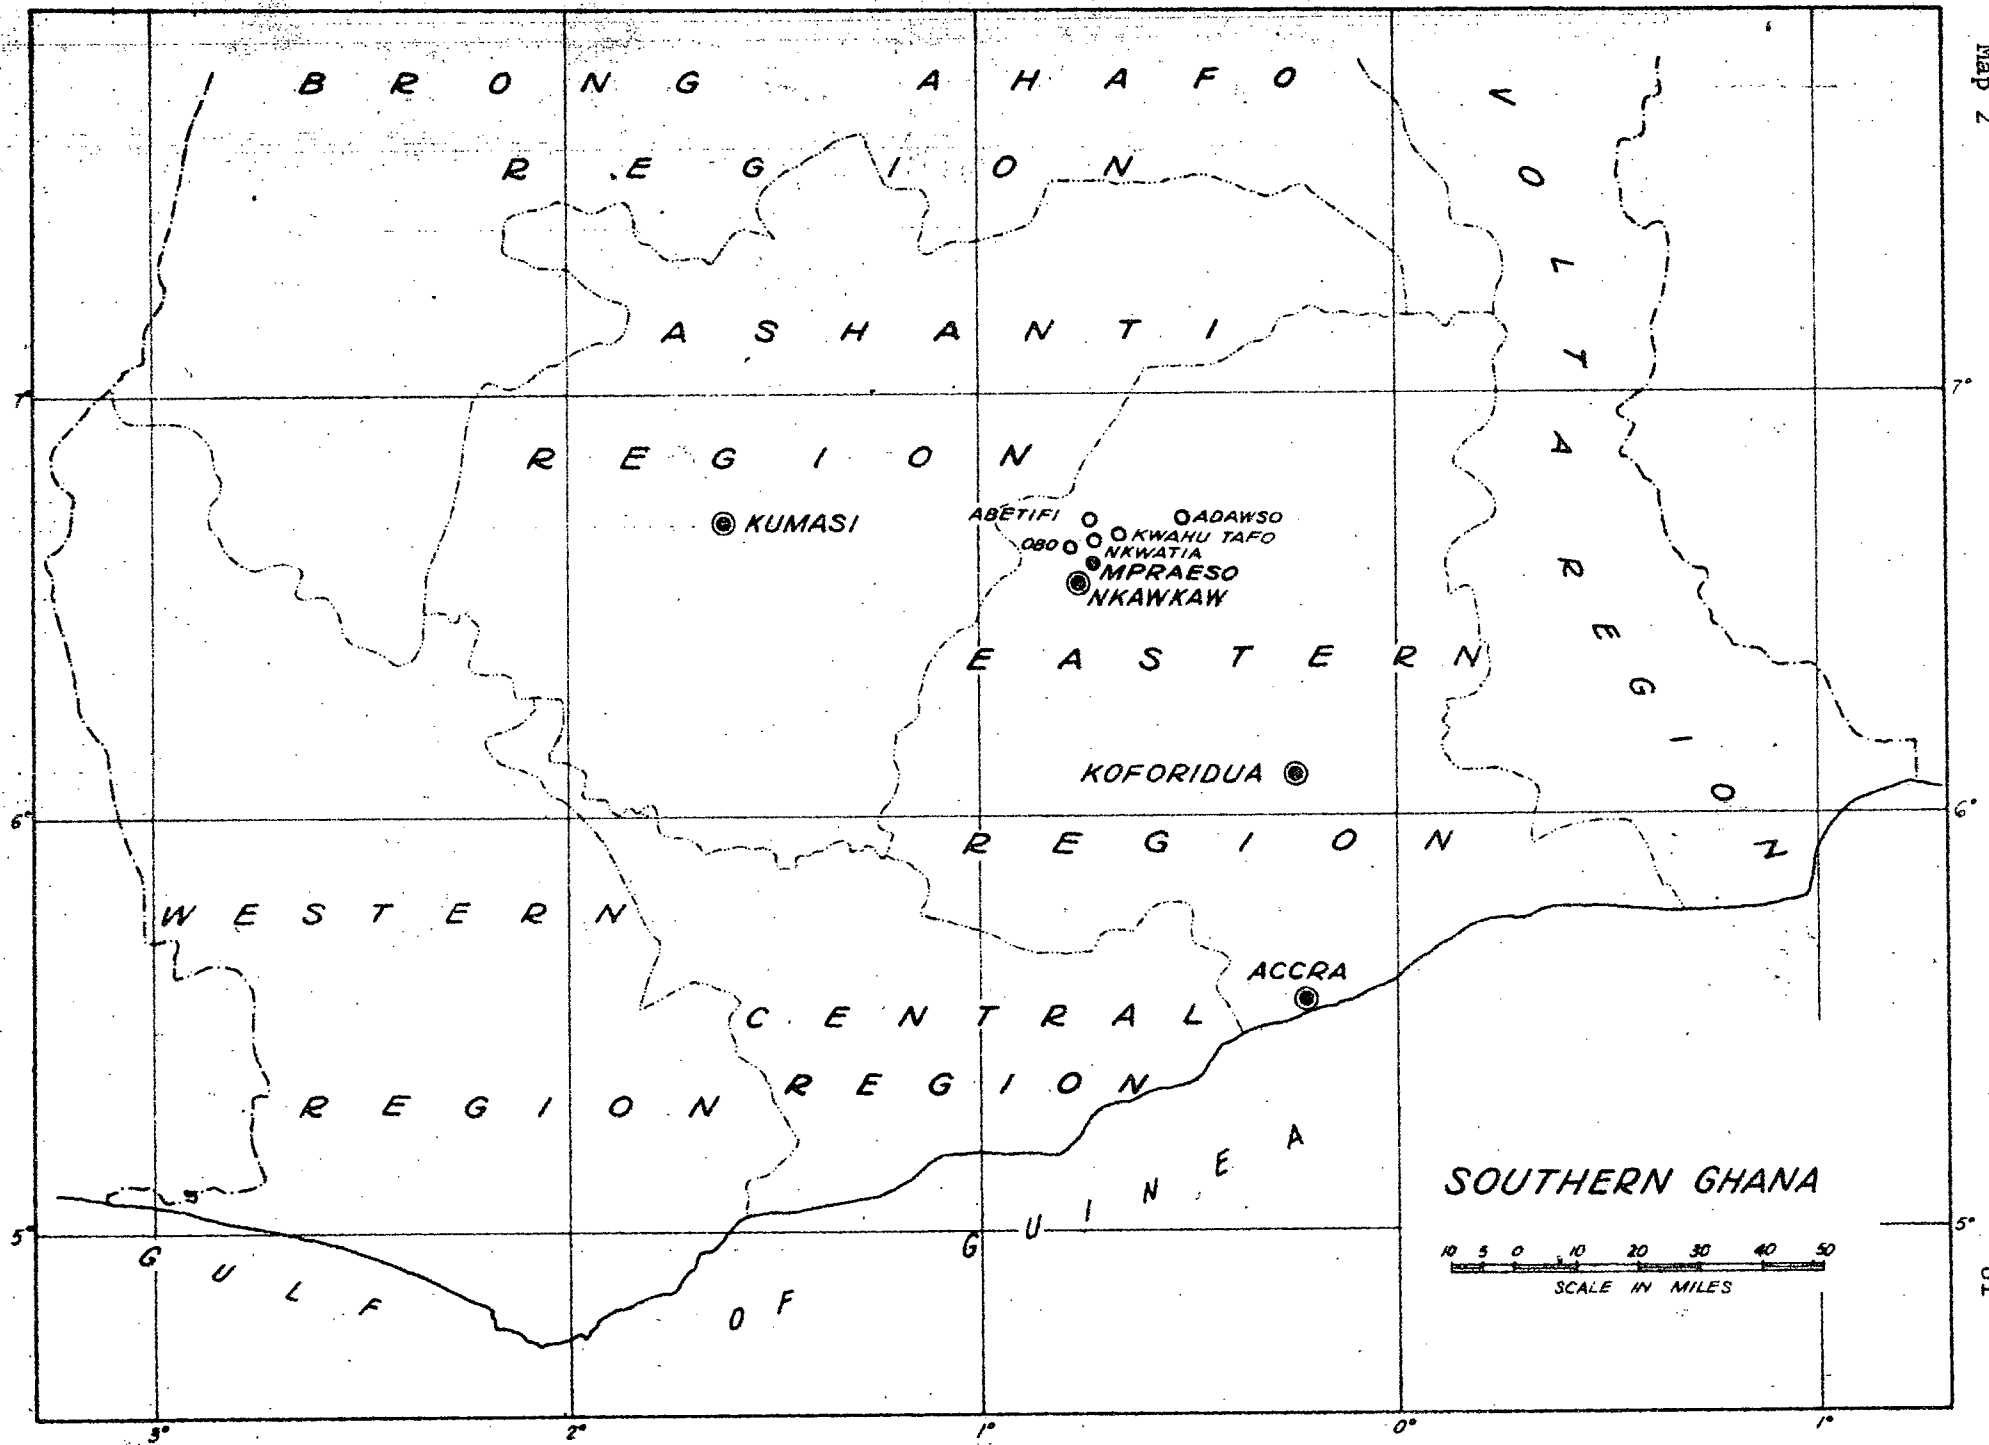 Map 2
BRONG AHAFO
REGION
VOLTA REGION
ASHANTI
REGION
7°
7°
KUMASI
ABETIFI
ADAWSO
OBO
KWAHU TAFO
NKWATIA
MPRAESO
NKAWKAW
EASTERN
KOFORIDUA
REGION
6°
6°
WESTERN
REGION
ACCRA
CENTRAL
REGION
GULF OF GUINEA
SOUTHERN GHANA
10 5 0 10 20 30 40 50
SCALE IN MILES
5°
5°
3° 2° 1° 0° 1°